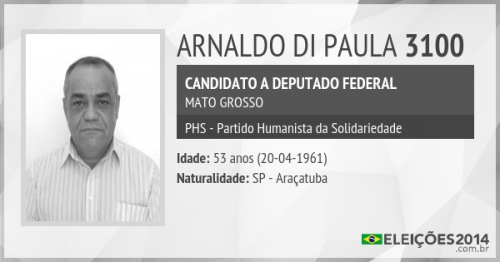 ARNALDO DI PAULA 3100
CANDIDATO A DEPUTADO FEDERAL
MATO GROSSO
PHS - Partido Humanista da Solidariedade
Idade: 53 anos (20-04-1961)
Naturalidade: SP - Araçatuba
ELEIÇÕES2014
.com.br